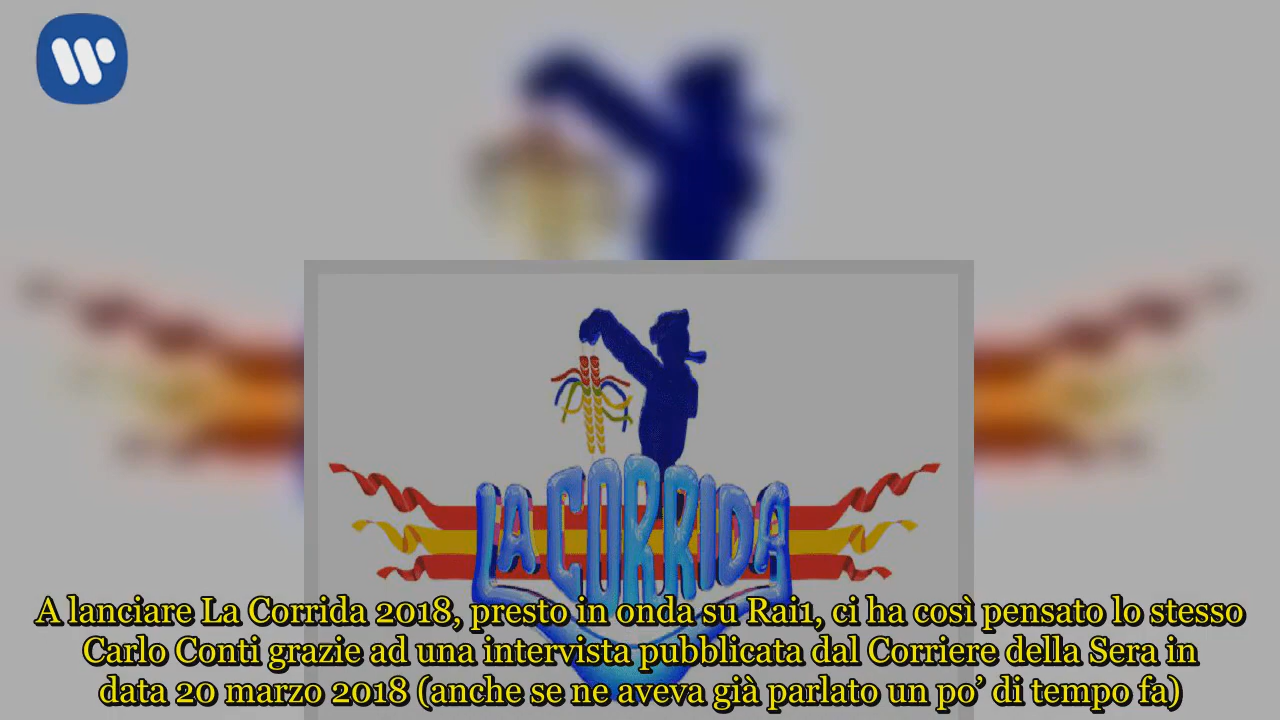 LA CORRIDA
A lanciare La Corrida 2018, presto in onda su Rai1, ci ha così pensato lo stesso
Carlo Conti grazie ad una intervista pubblicata dal Corriere della Sera in
data 20 marzo 2018 (anche se ne aveva già parlato un po’ di tempo fa)